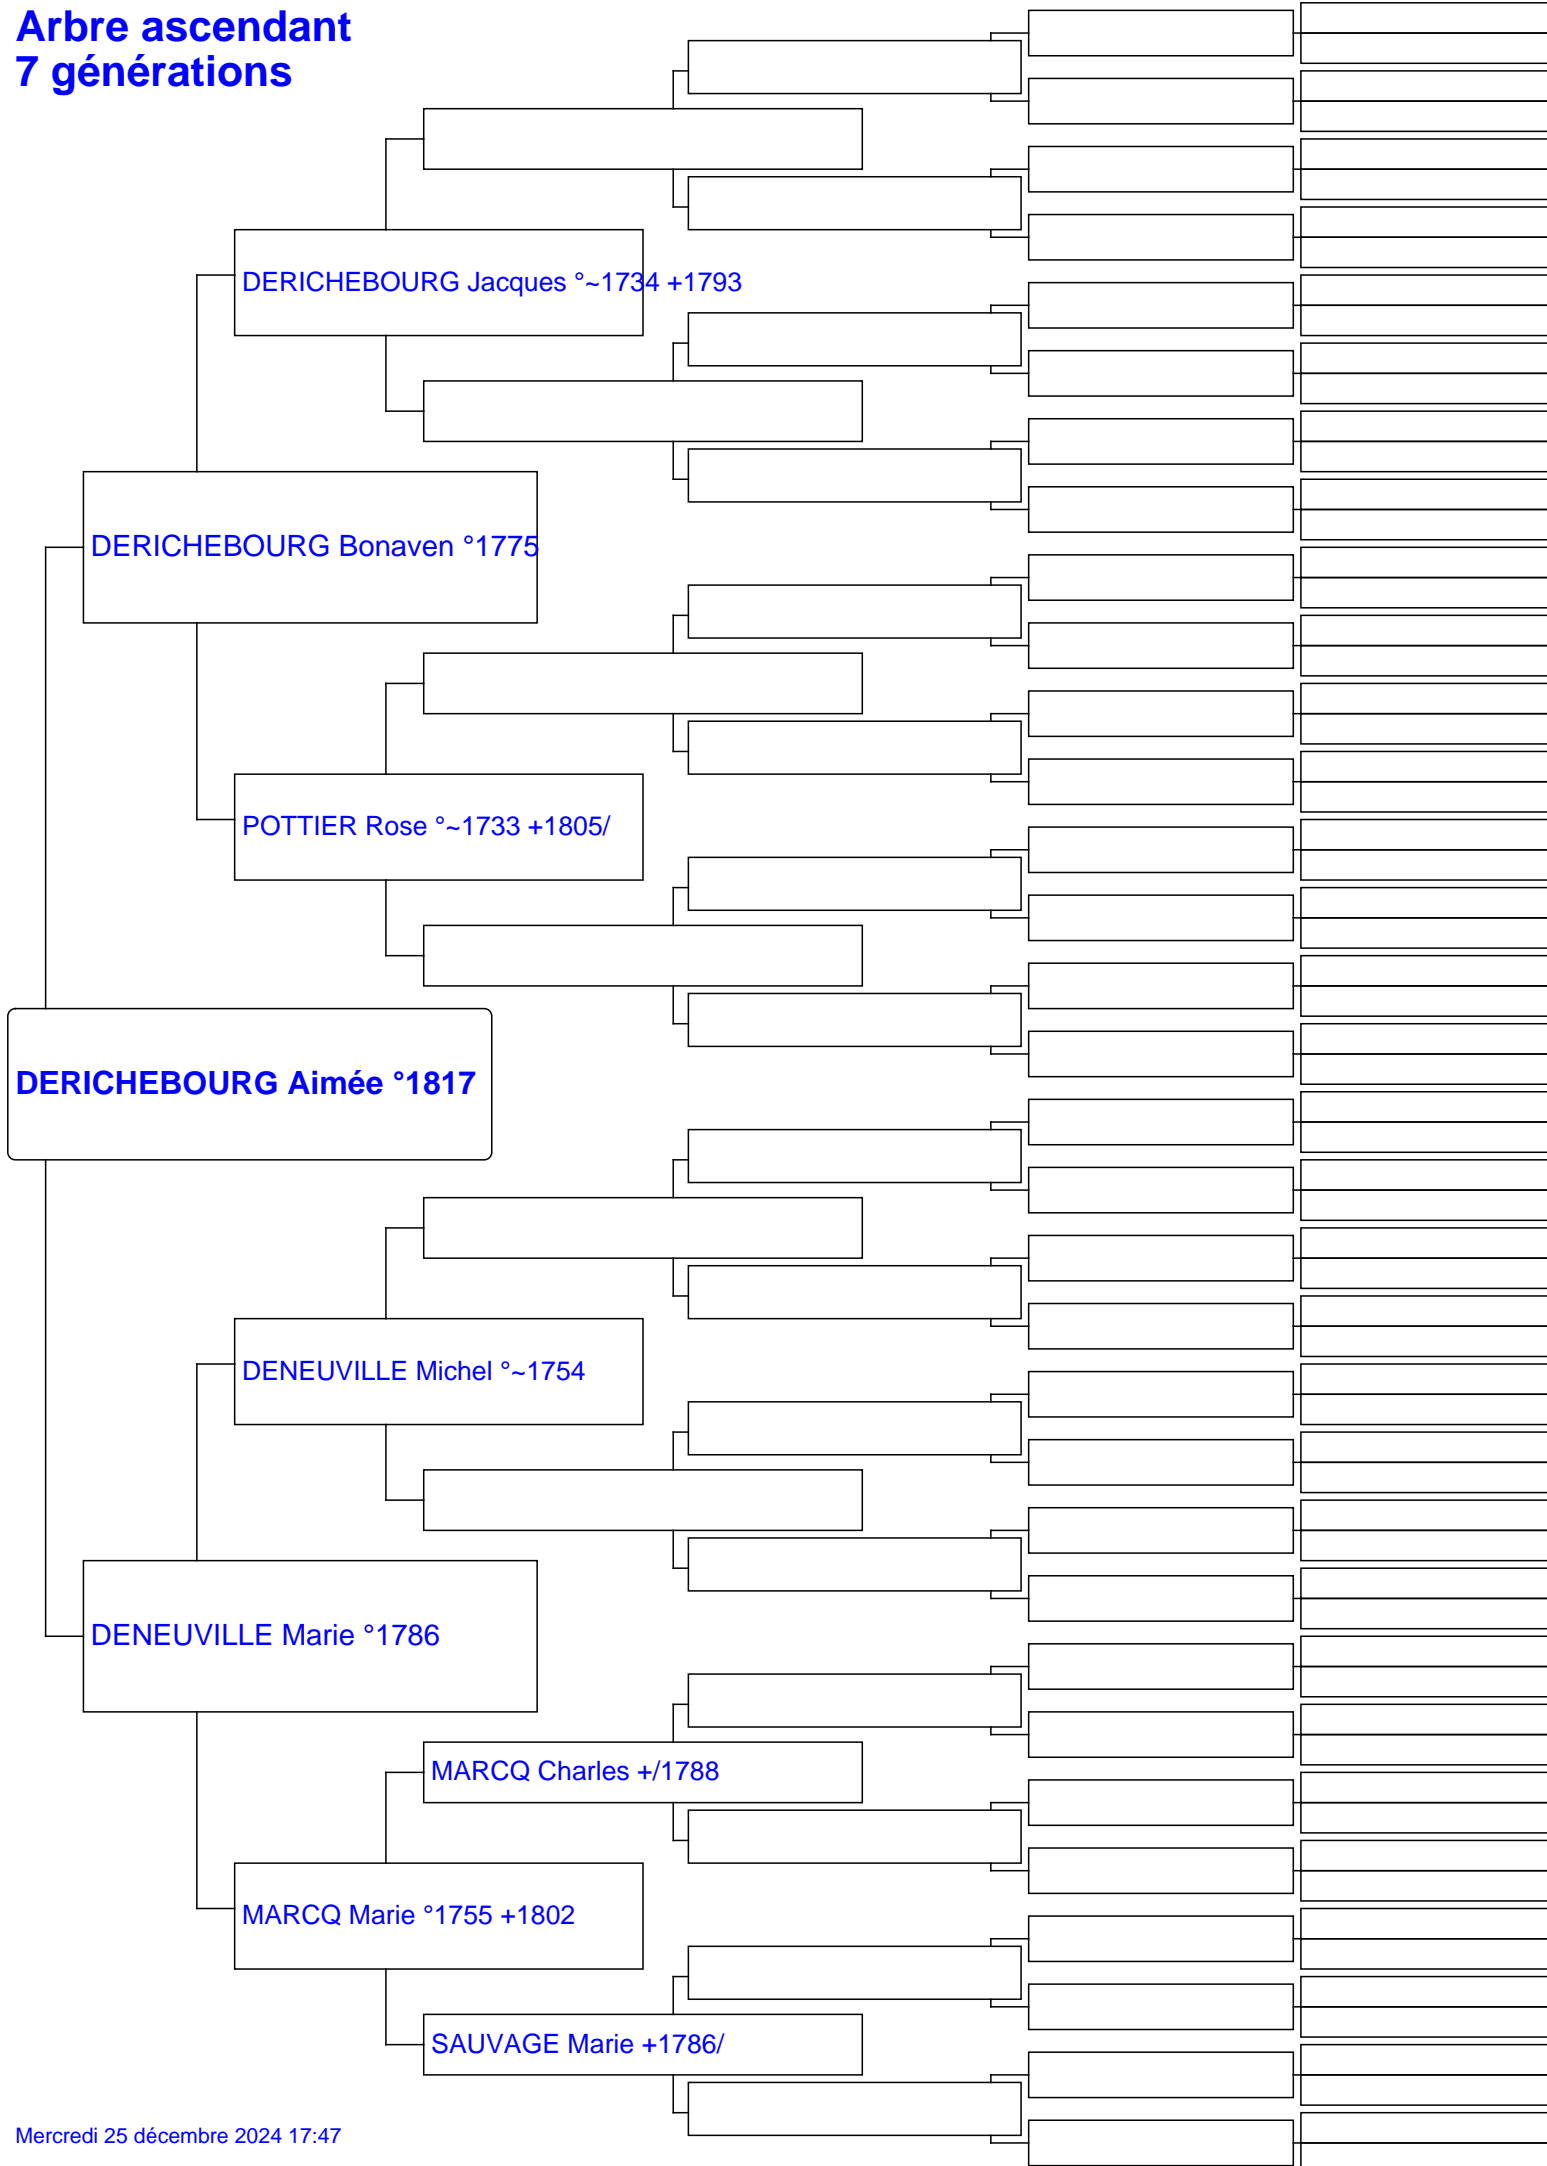 Arbre ascendant
7 générations
DERICHEBOURG Jacques °~1734 +1793
DERICHEBOURG Bonaven °1775
POTTIER Rose °~1733 +1805/
DERICHEBOURG Aimée °1817
DENEUVILLE Michel °~1754
DENEUVILLE Marie °1786
MARCQ Charles +/1788
MARCQ Marie °1755 +1802
SAUVAGE Marie +1786/
Mercredi 25 décembre 2024 17:47